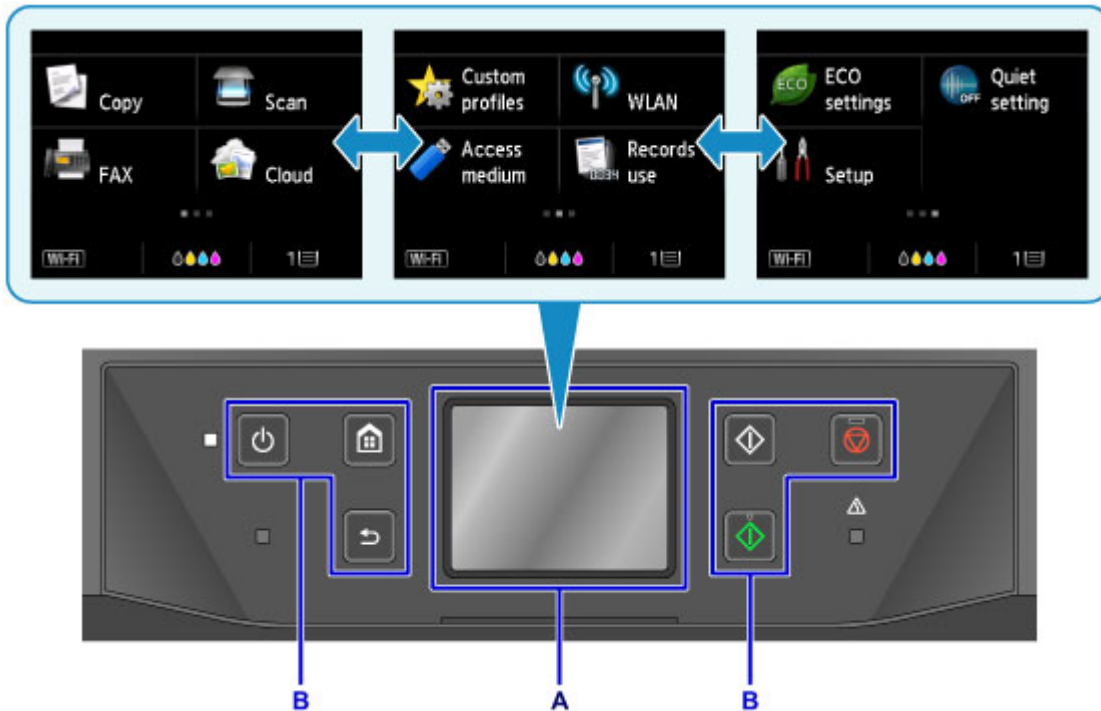 Copy
Scan
FAX
Cloud
Wi-Fi
1
Custom
profiles
WLAN
Access
medium
Records
use
Wi-Fi
1
ECO
ECO
settings
OFF
Quiet
setting
Setup
Wi-Fi
1
B
A
B